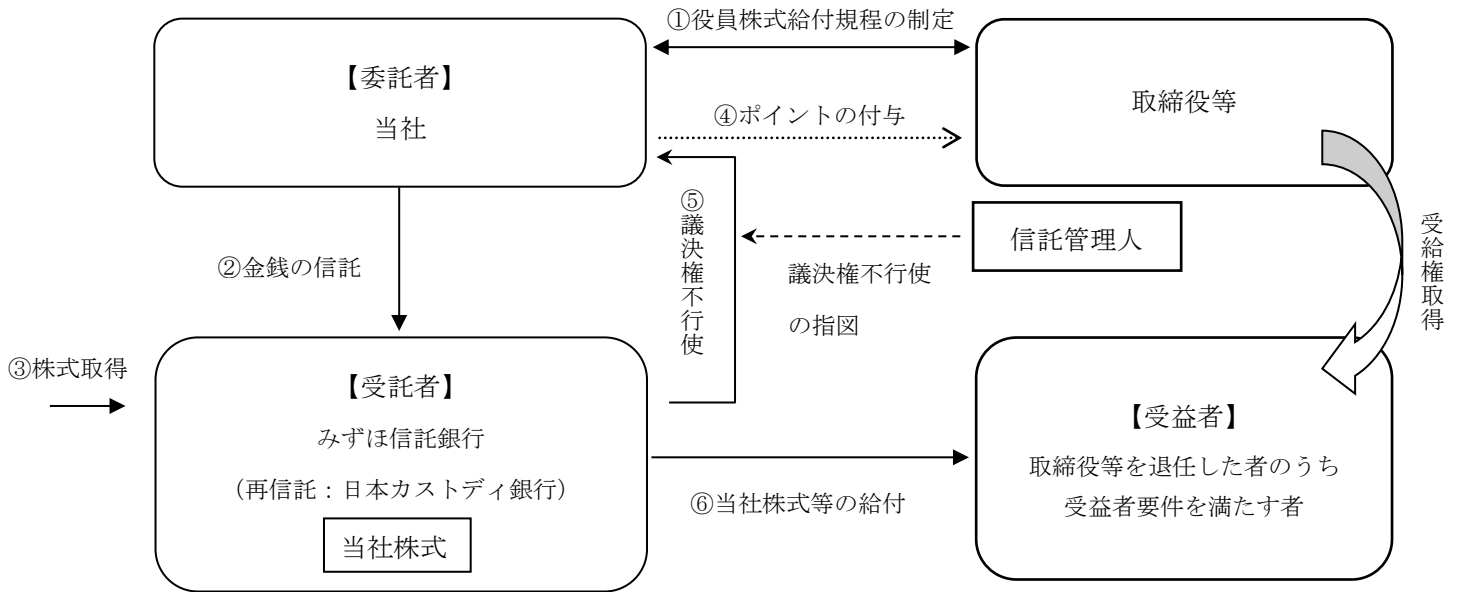 ①役員株式給付規程の制定
【委託者】
当社
取締役等
④ポイントの付与
⑤議決権不行使
信託管理人
議決権不行使
の指図
受給権取得
②金銭の信託
③株式取得
【受託者】
みずほ信託銀行
（再信託：日本カストディ銀行）
当社株式
⑥当社株式等の給付
【受益者】
取締役等を退任した者のうち
受益者要件を満たす者